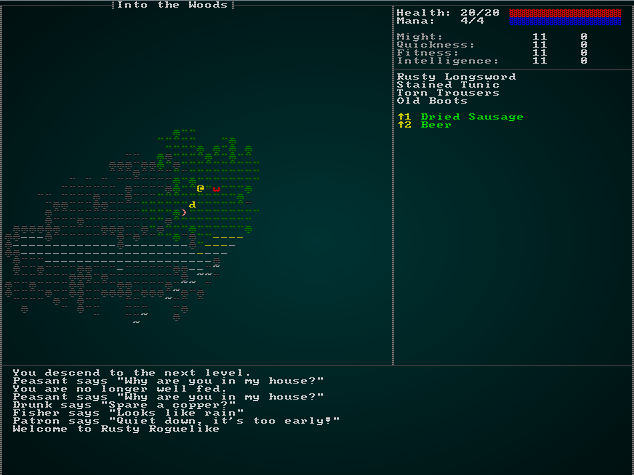 Into the Woods
Health: 20/20
Mana: 4/4
Might: 11 0
Quickness: 11 0
Fitness: 11 0
Intelligence: 11 0
Rusty Longsword
Stained Tunic
Torn Trousers
Old Boots
↑1 Dried Sausage
↑2 Beer
You descend to the next level.
Peasant says "Why are you in my house?"
You are no longer well fed.
Peasant says "Why are you in my house?"
Drunk says "Spare a copper?"
Fisher says "Looks like rain"
Patron says "Quiet down, it's too early!"
Welcome to Rusty Roguelike